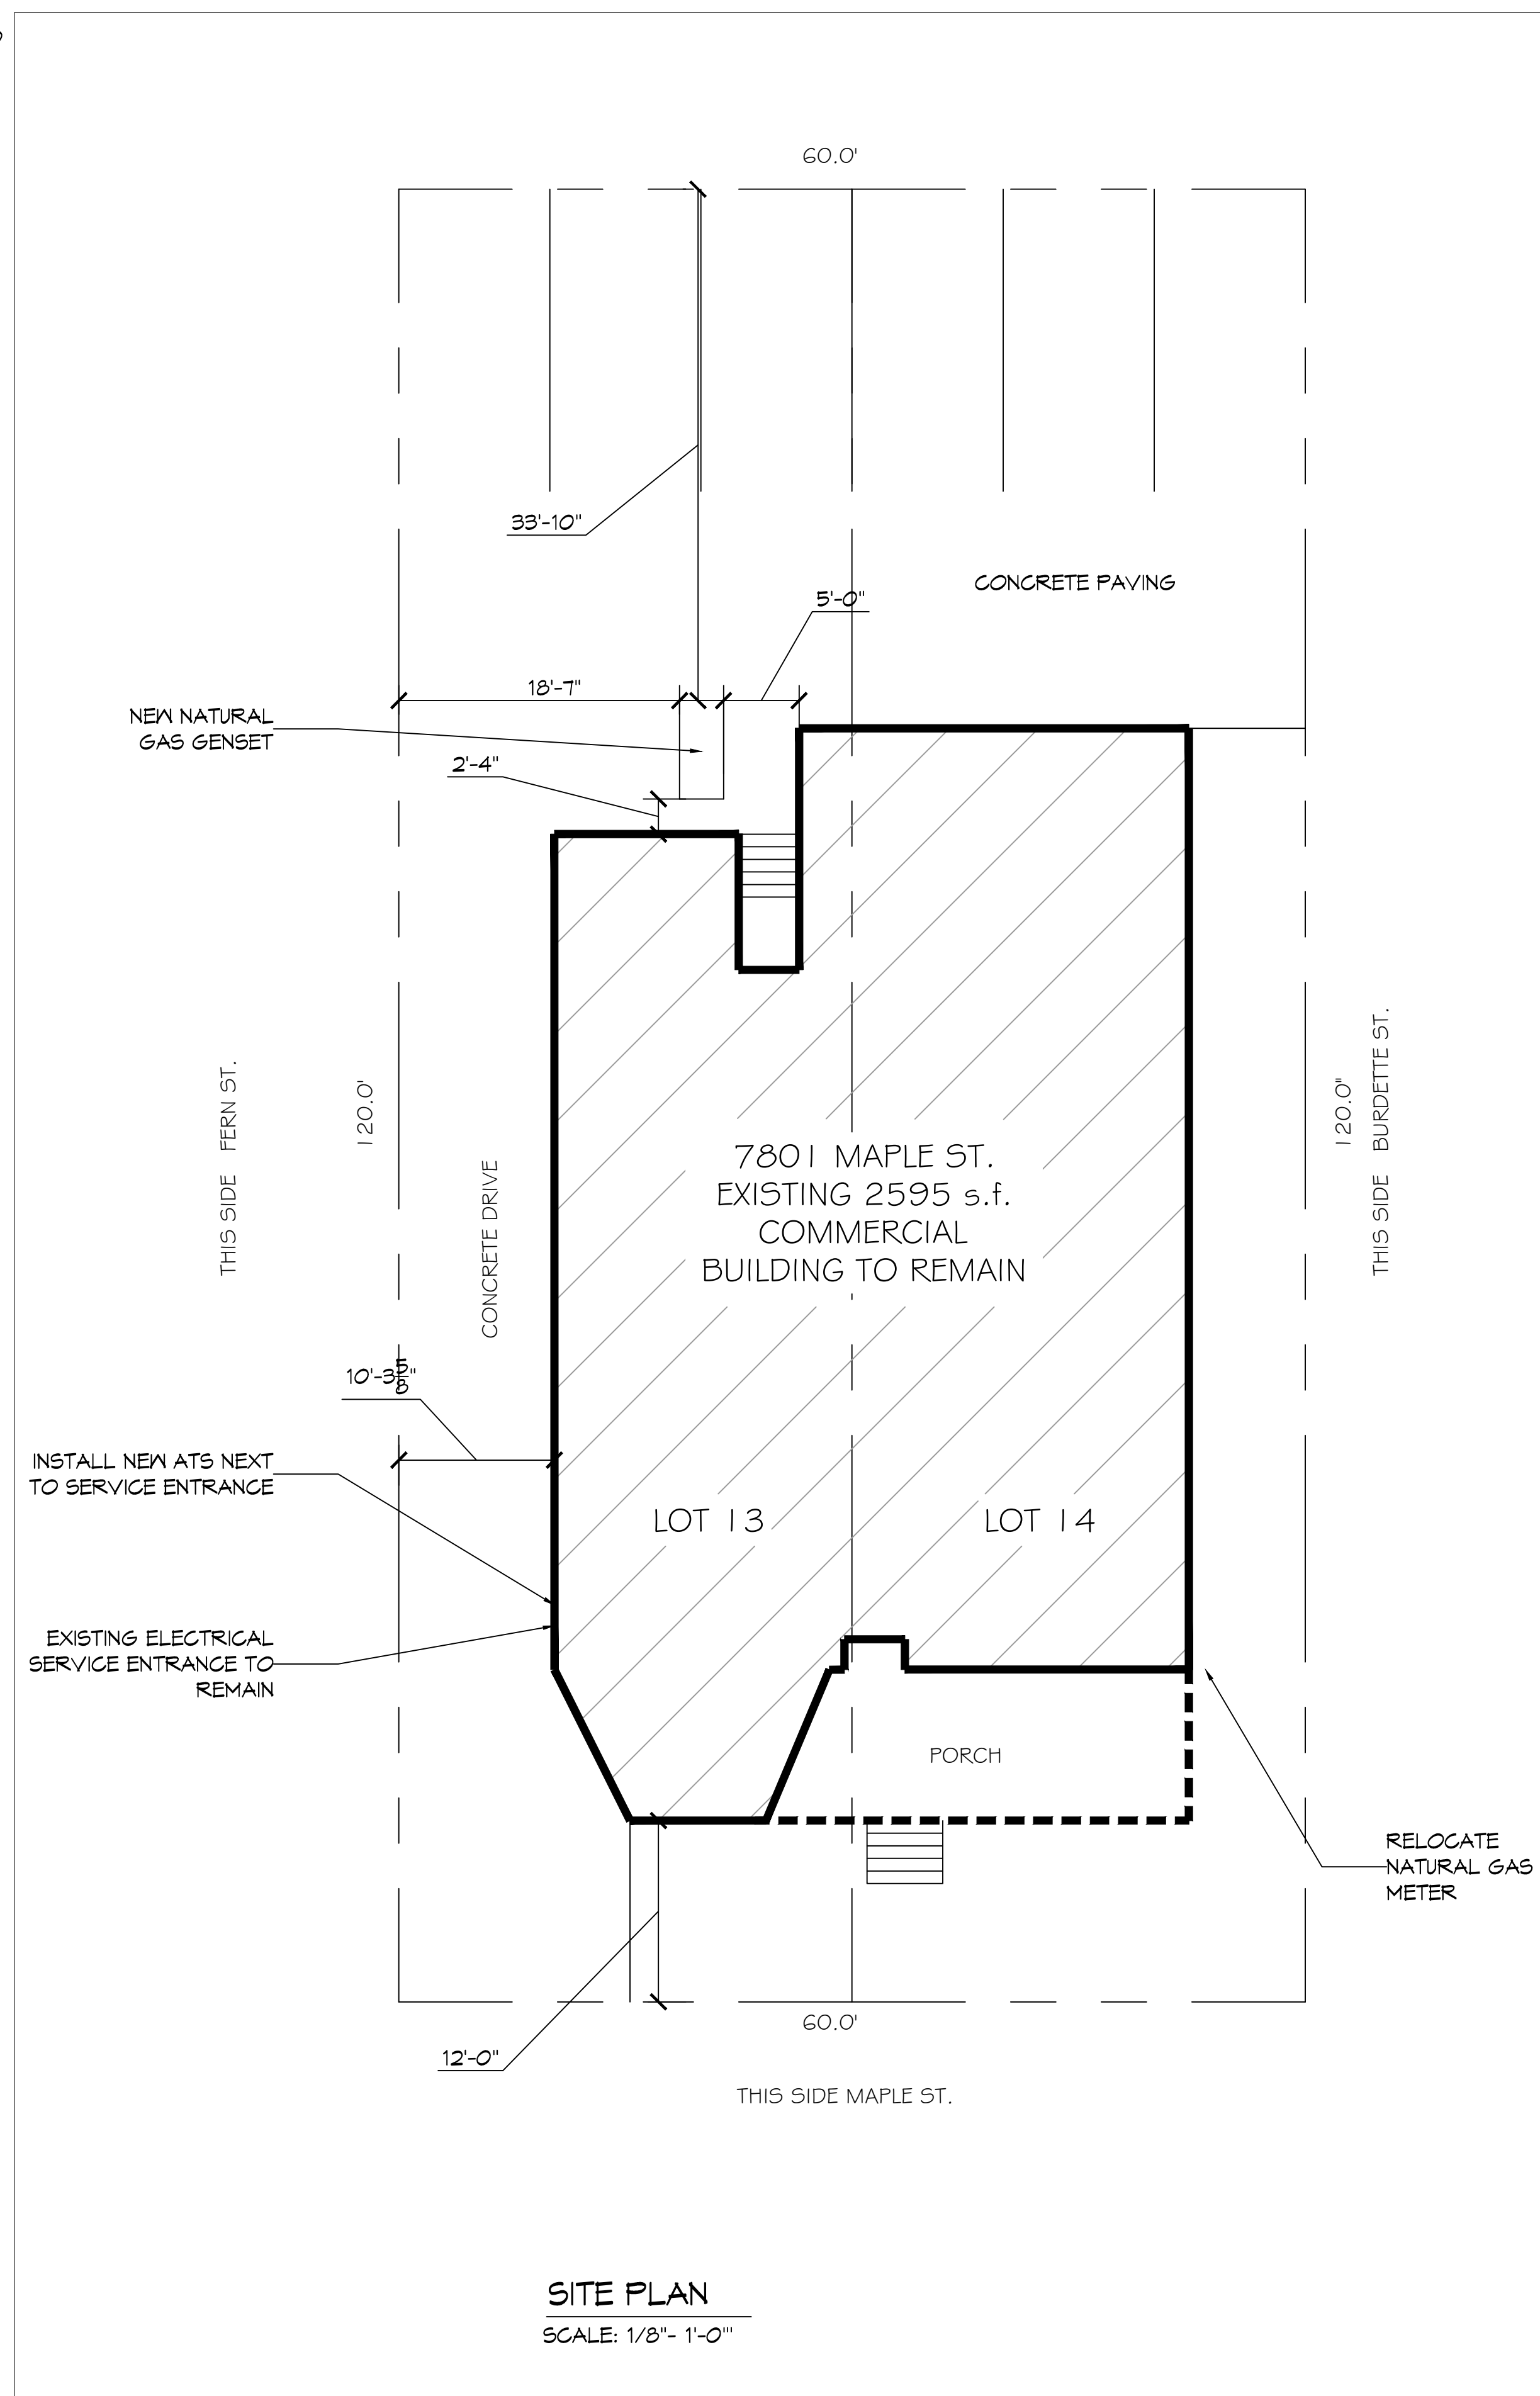 60.0'
33'-10"
CONCRETE PAVING
5'-0"
18'-7"
NEW NATURAL
GAS GENSET
2'-4"
THIS SIDE FERN ST.
120.0'
CONCRETE DRIVE
7801 MAPLE ST.
EXISTING 2595 s.f.
COMMERCIAL
BUILDING TO REMAIN
120.0"
THIS SIDE BURDETTE ST.
10'-3 5/8"
INSTALL NEW ATS NEXT
TO SERVICE ENTRANCE
LOT 13
LOT 14
EXISTING ELECTRICAL
SERVICE ENTRANCE TO
REMAIN
PORCH
RELOCATE
NATURAL GAS
METER
60.0'
12'-0"
THIS SIDE MAPLE ST.
SITE PLAN
SCALE: 1/8"- 1'-0'"